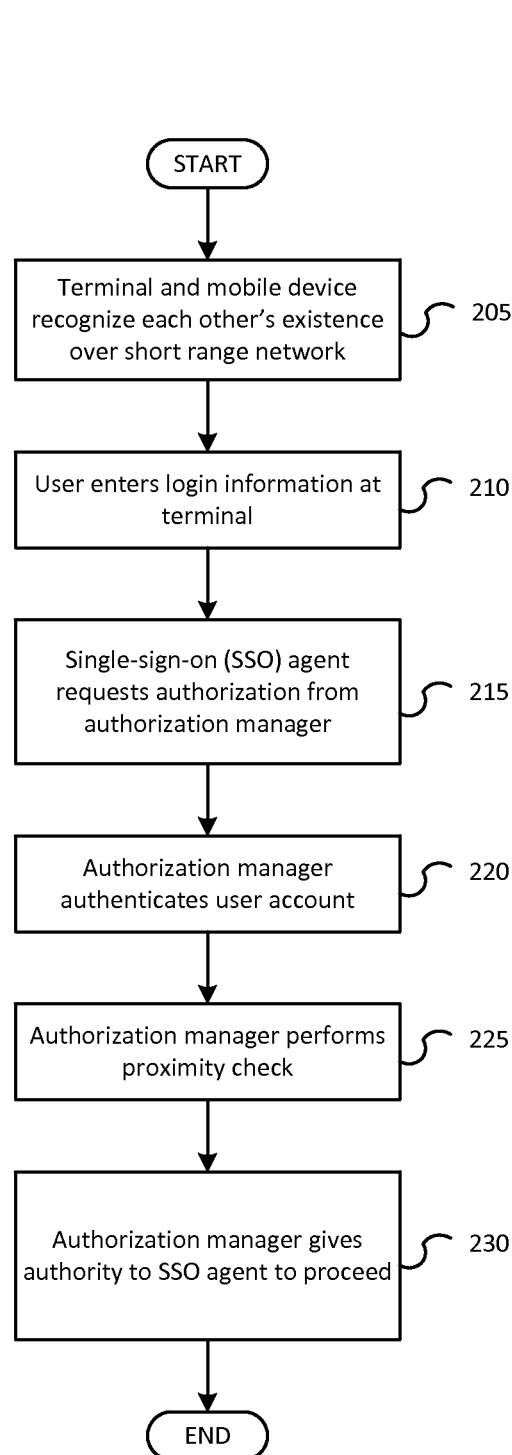 START
Terminal and mobile device
recognize each other’s existence
over short range network
205
User enters login information at
terminal
210
Single-sign-on (SSO) agent
requests authorization from
authorization manager
215
Authorization manager
authenticates user account
220
Authorization manager performs
proximity check
225
Authorization manager gives
authority to SSO agent to proceed
230
END